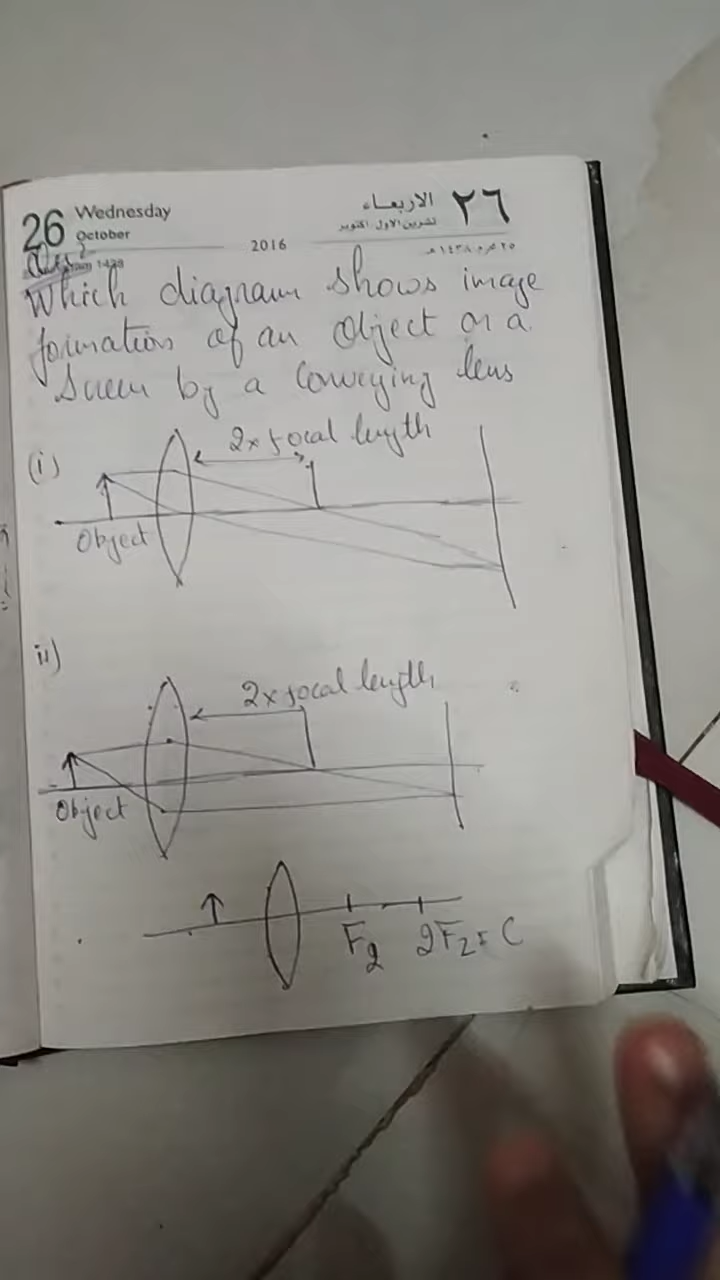 26 Wednesday
October
2016
الاربعاء ٢٦
تشرين الاول اكتوبر
Which diagram shows image
formation of an Object on a
Screen by a Converging lens
(i)
2x focal length
Object
ii)
2x focal length
Object
F2 2F2 = C